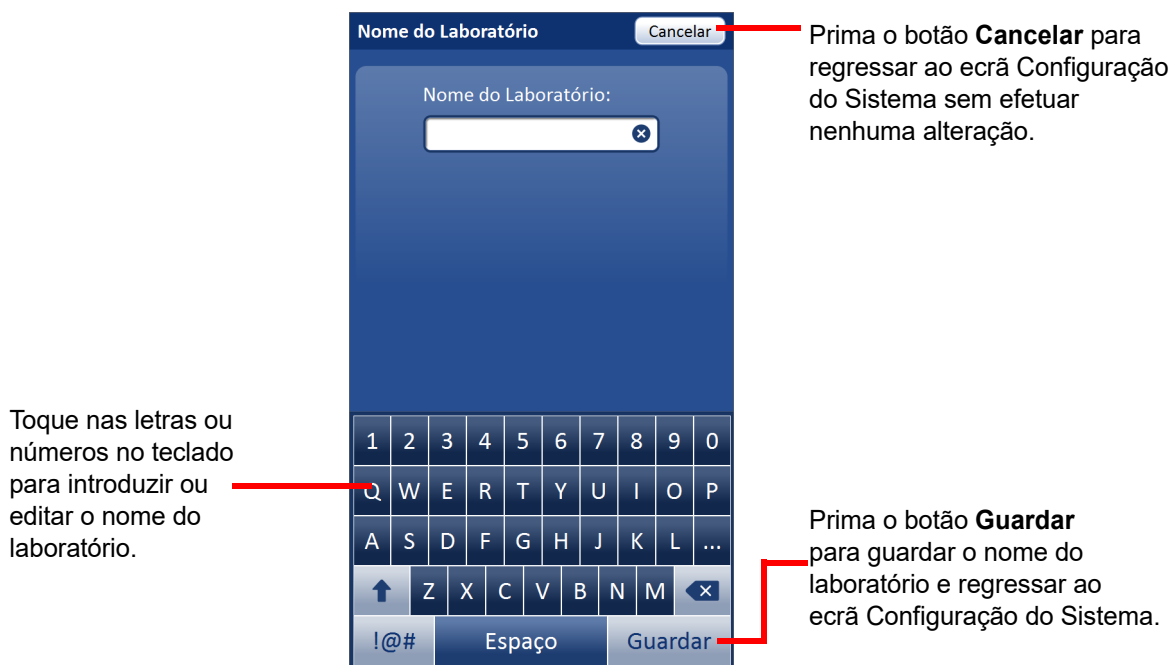 Nome do Laboratório
Cancelar
Prima o botão Cancelar para
regressar ao ecrã Configuração
do Sistema sem efetuar
nenhuma alteração.
Nome do Laboratório:
Toque nas letras ou
números no teclado
para introduzir ou
editar o nome do
laboratório.
1 2 3 4 5 6 7 8 9 0
Q W E R T Y U I O P
A S D F G H J K L ...
Z X C V B N M
!@# Espaço Guardar
Prima o botão Guardar
para guardar o nome do
laboratório e regressar ao
ecrã Configuração do Sistema.